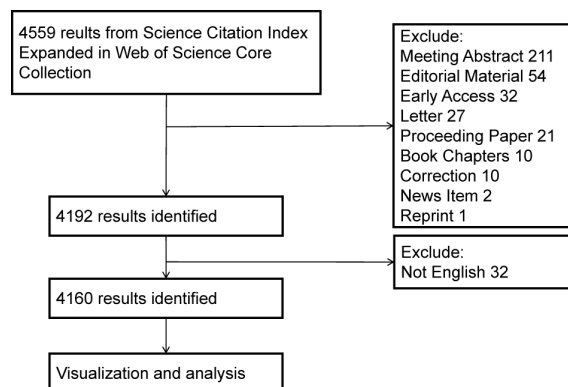 4559 reults from Science Citation Index
Expanded in Web of Science Core
Collection
Exclude:
Meeting Abstract 211
Editorial Material 54
Early Access 32
Letter 27
Proceeding Paper 21
Book Chapters 10
Correction 10
News Item 2
Reprint 1
4192 results identified
Exclude:
Not English 32
4160 results identified
Visualization and analysis